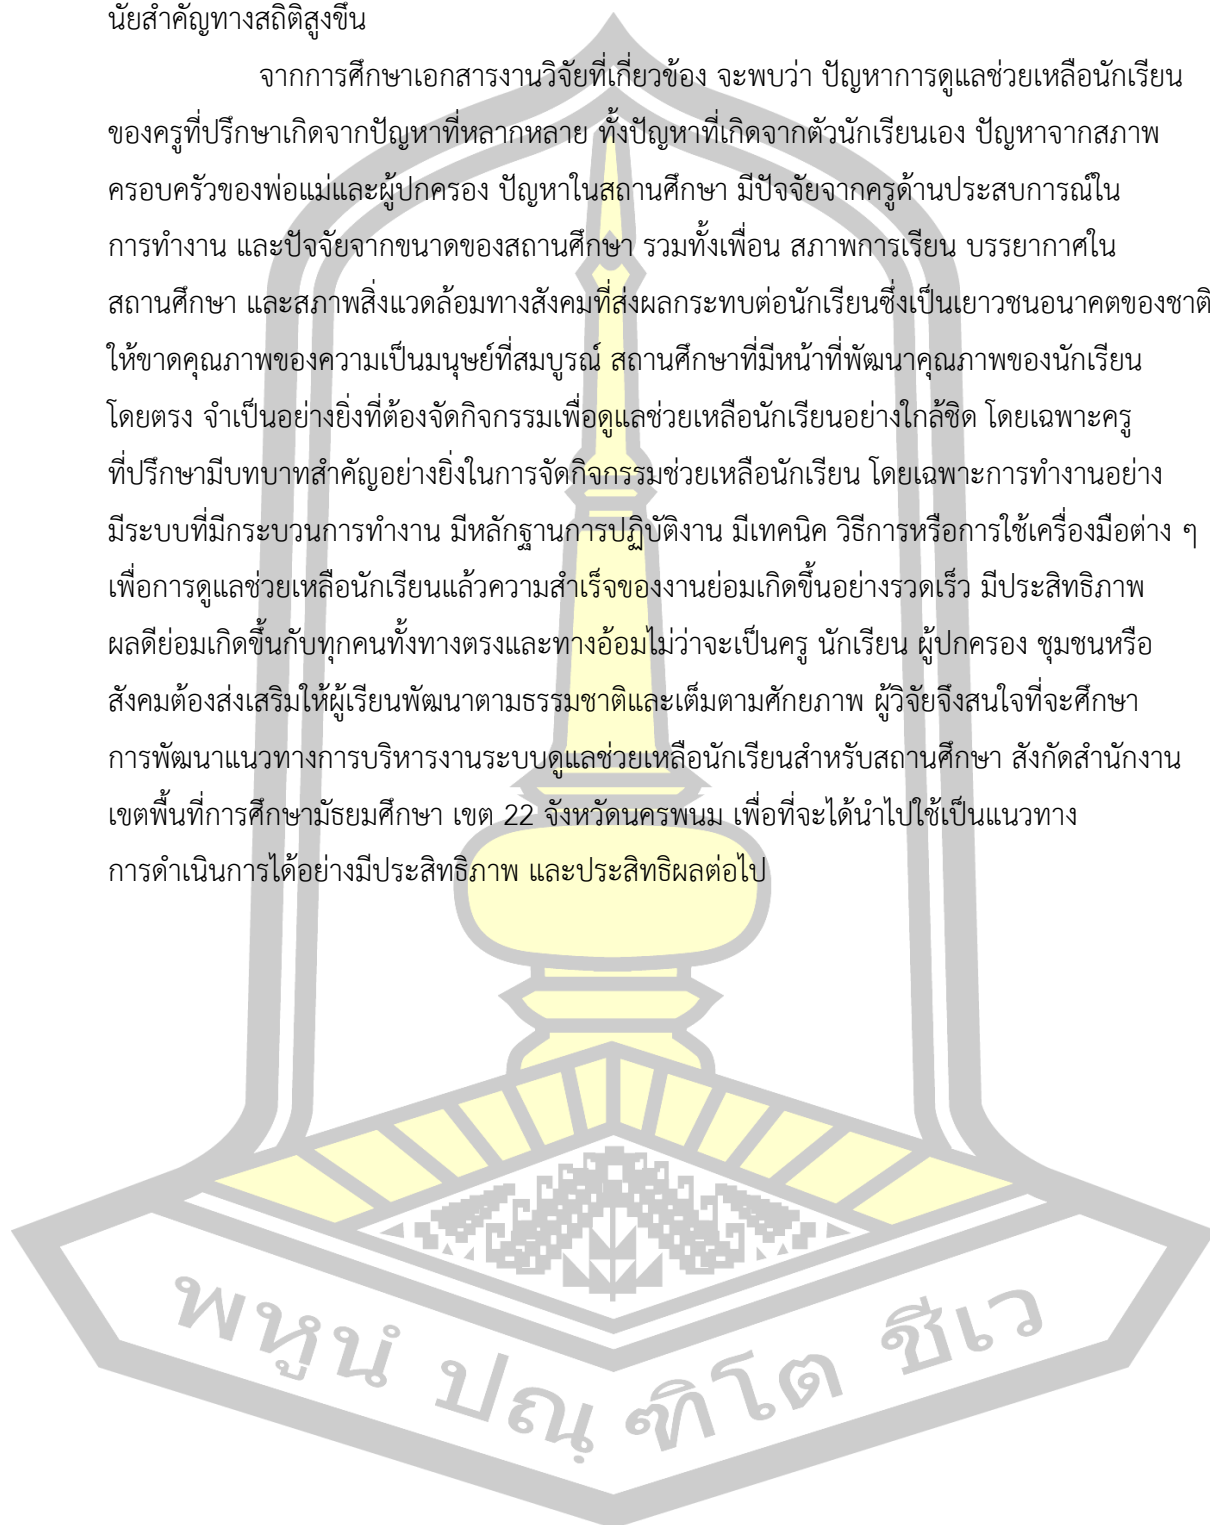 นัยสำคัญทางสถิติสูงขึ้น
จากการศึกษาเอกสารงานวิจัยที่เกี่ยวข้อง จะพบว่า ปัญหาการดูแลช่วยเหลือนักเรียน
ของครูที่ปรึกษาเกิดจากปัญหาที่หลากหลาย ทั้งปัญหาที่เกิดจากตัวนักเรียนเอง ปัญหาจากสภาพ
ครอบครัวของพ่อแม่และผู้ปกครอง ปัญหาในสถานศึกษา มีปัจจัยจากครูด้านประสบการณ์ใน
การทำงาน และปัจจัยจากขนาดของสถานศึกษา รวมทั้งเพื่อน สภาพการเรียน บรรยากาศใน
สถานศึกษา และสภาพสิ่งแวดล้อมทางสังคมที่ส่งผลกระทบต่อนักเรียนซึ่งเป็นเยาวชนอนาคตของชาติ
ให้ขาดคุณภาพของความเป็นมนุษย์ที่สมบูรณ์ สถานศึกษาที่มีหน้าที่พัฒนาคุณภาพของนักเรียน
โดยตรง จำเป็นอย่างยิ่งที่ต้องจัดกิจกรรมเพื่อดูแลช่วยเหลือนักเรียนอย่างใกล้ชิด โดยเฉพาะครู
ที่ปรึกษามีบทบาทสำคัญอย่างยิ่งในการจัดกิจกรรมช่วยเหลือนักเรียน โดยเฉพาะการทำงานอย่าง
มีระบบที่มีกระบวนการทำงาน มีหลักฐานการปฏิบัติงาน มีเทคนิค วิธีการหรือการใช้เครื่องมือต่าง ๆ
เพื่อการดูแลช่วยเหลือนักเรียนแล้วความสำเร็จของงานย่อมเกิดขึ้นอย่างรวดเร็ว มีประสิทธิภาพ
ผลดีย่อมเกิดขึ้นกับทุกคนทั้งทางตรงและทางอ้อมไม่ว่าจะเป็นครู นักเรียน ผู้ปกครอง ชุมชนหรือ
สังคมต้องส่งเสริมให้ผู้เรียนพัฒนาตามธรรมชาติและเต็มตามศักยภาพ ผู้วิจัยจึงสนใจที่จะศึกษา
การพัฒนาแนวทางการบริหารงานระบบดูแลช่วยเหลือนักเรียนสำหรับสถานศึกษา สังกัดสำนักงาน
เขตพื้นที่การศึกษามัธยมศึกษา เขต 22 จังหวัดนครพนม เพื่อที่จะได้นำไปใช้เป็นแนวทาง
การดำเนินการได้อย่างมีประสิทธิภาพ และประสิทธิผลต่อไป
พหูนํ ปณฺฑิโต ชีเว